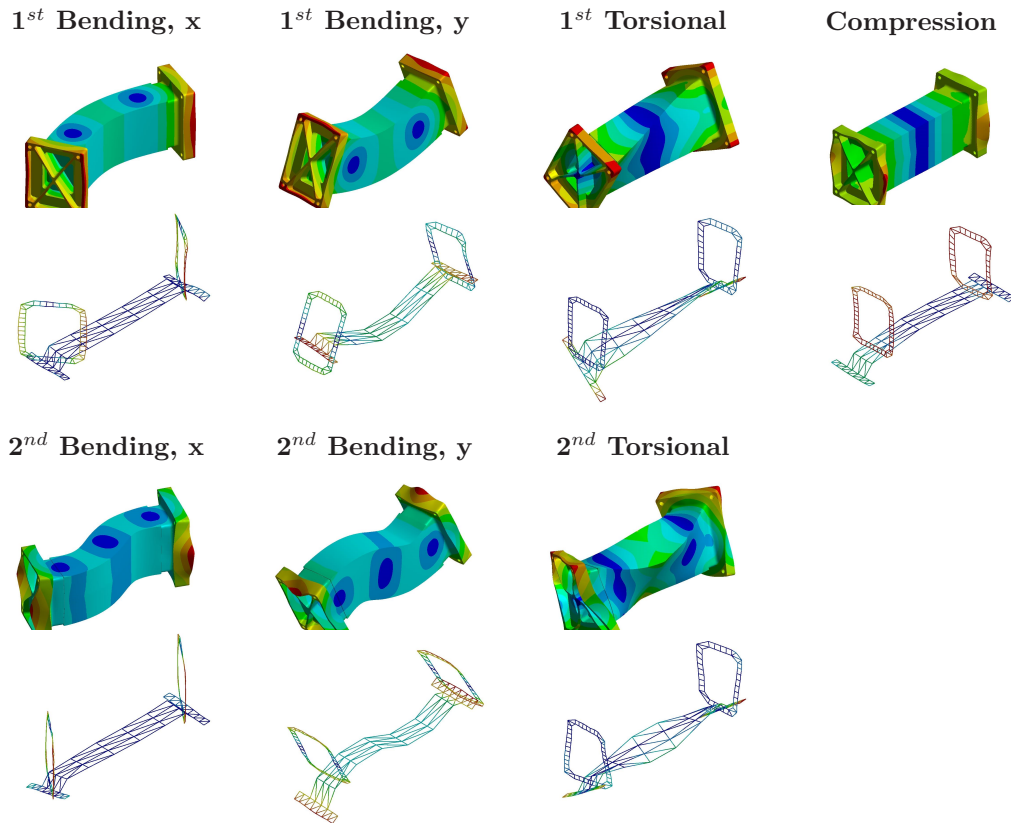 1st Bending, x 1st Bending, y 1st Torsional Compression
2nd Bending, x 2nd Bending, y 2nd Torsional